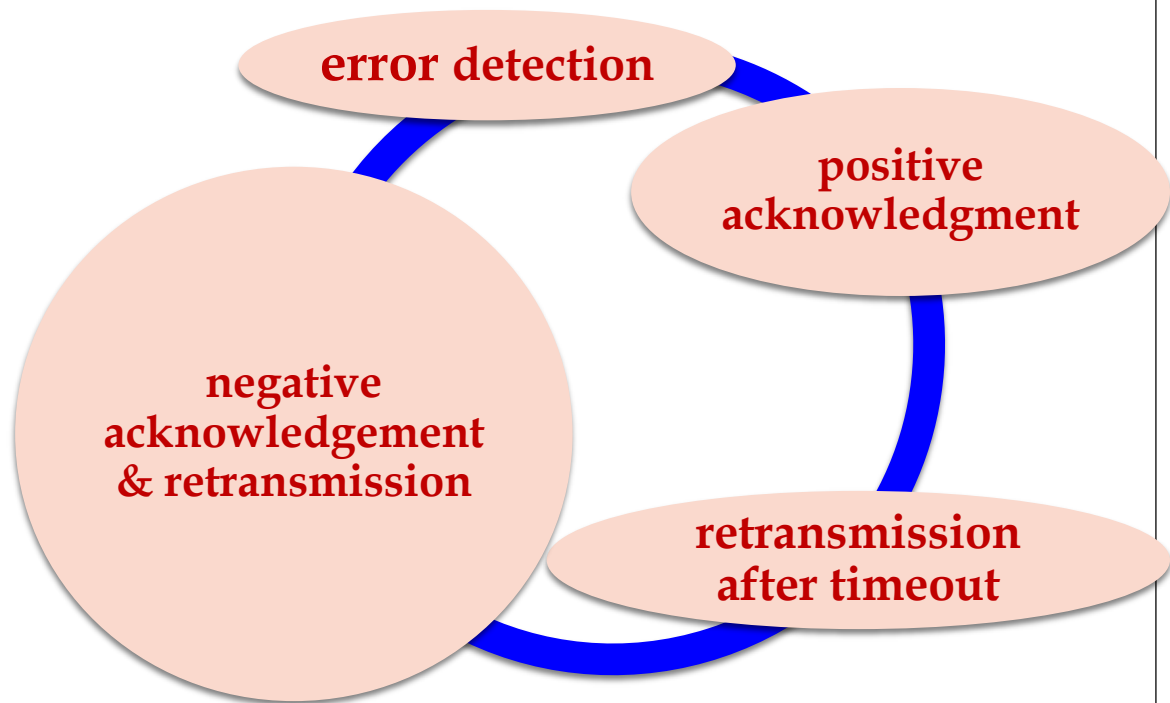 error detection
positive
acknowledgment
negative
acknowledgement
& retransmission
retransmission
after timeout